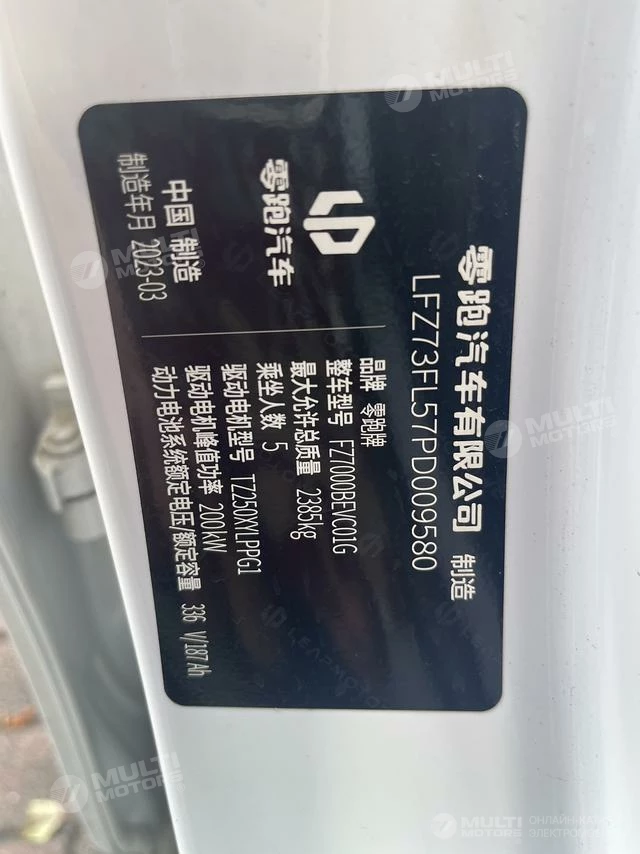 零跑汽车有限公司 制造
LFZ73FL57PD009580
零跑汽车
中国 制造
制造年月 2023-03
品牌 零跑牌
整车型号 FZ7000BEVC01G
最大允许总质量 2385kg
乘坐人数 5
驱动电机型号 TZ250XYLPPG1
驱动电机峰值功率 200kW
动力电池系统额定电压/额定容量 336 V/187Ah
LEAPMOTOR
MULTI MOTORS
MULTI MOTORS
MULTI MOTORS
MULTI MOTORS
MULTI MOTORS